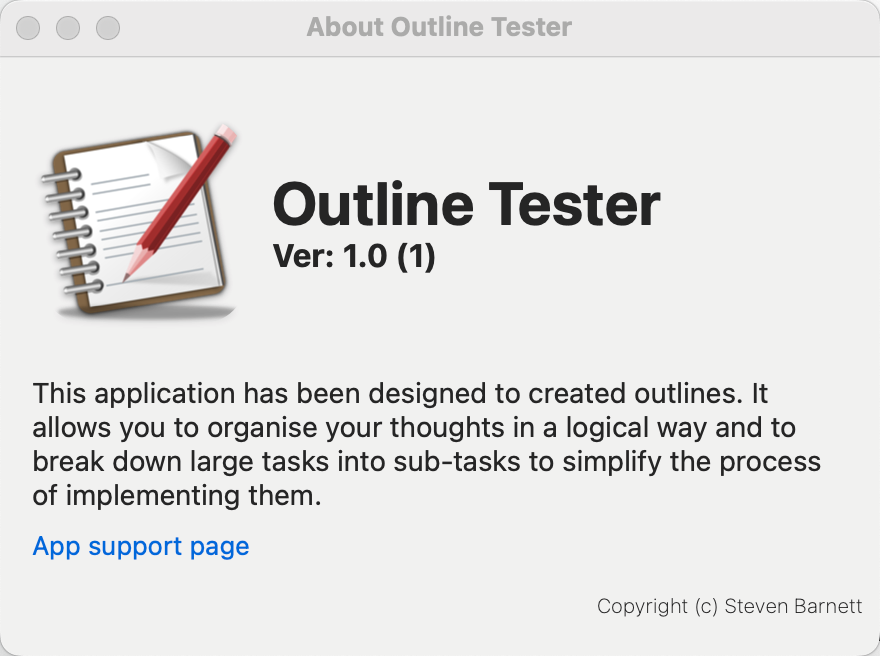 About Outline Tester
Outline Tester
Ver: 1.0 (1)
This application has been designed to created outlines. It
allows you to organise your thoughts in a logical way and to
break down large tasks into sub-tasks to simplify the process
of implementing them.
App support page
Copyright (c) Steven Barnett